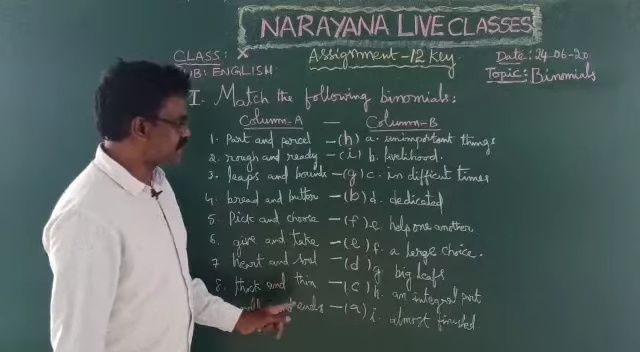 NARAYANA LIVE CLASSES
CLASS: X
Assignment-12 Key
Date: 24-06-20
SUB: ENGLISH
Topic: Binomials
I. Match the following binomials:
Column-A — Column-B
1. Part and parcel – (h) a. unimportant things
2. rough and ready – (i) b. livelihood.
3. leaps and bounds – (g) c. in difficult times
4. bread and butter – (b) d. dedicated
5. Pick and choose – (f) e. help one another
6. give and take – (e) f. a large choice.
7 heart and soul – (d) g big leaps
8. thick and thin – (c) h. an integral part
ends – (a) i. almost finished.